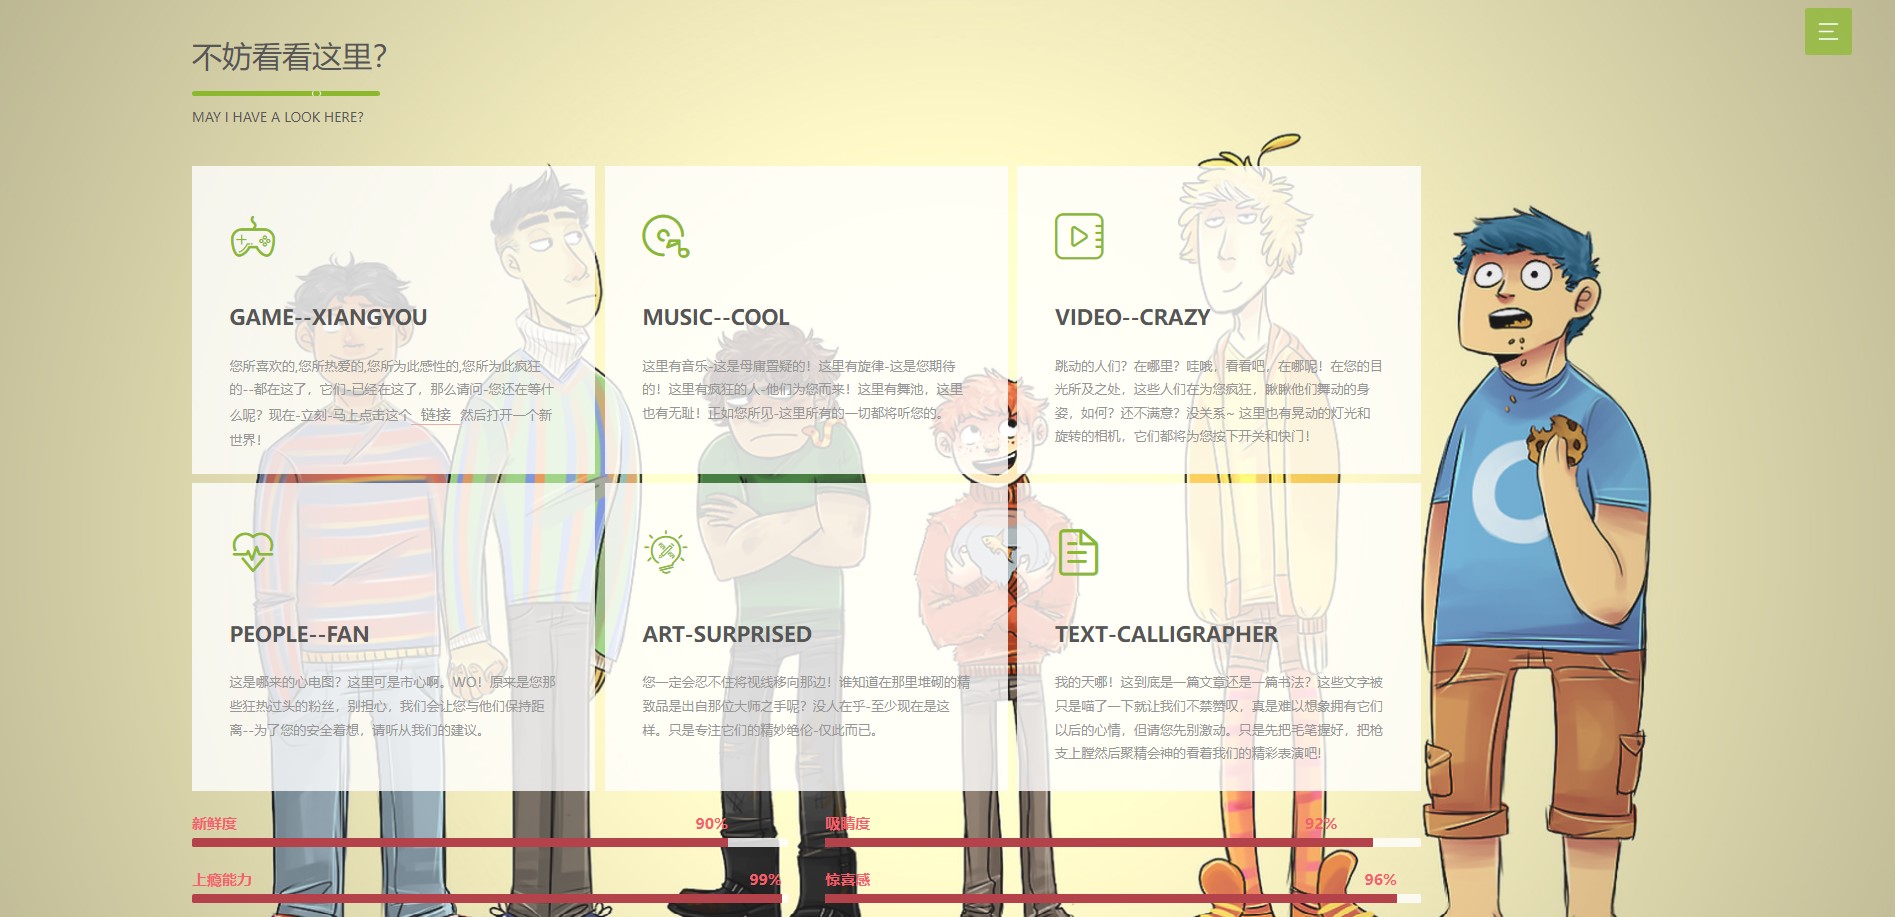 不妨看看这里?
MAY I HAVE A LOOK HERE?
GAME--XIANGYOU
您所喜欢的,您所热爱的,您所为此感性的,您所为此疯狂
的--都在这了，它们-已经在这了，那么请问-您还在等什
么呢？现在-立刻-马上点击这个 链接 然后打开一个新
世界！
MUSIC--COOL
这里有音乐-这是毋庸置疑的！这里有旋律-这是您期待
的！这里有疯狂的人-他们为您而来！这里有舞池，这里
也有无耻！正如您所见-这里所有的一切都将听您的。
VIDEO--CRAZY
跳动的人们？在哪里？哇哦，看看吧，在哪呢！在您的目
光所及之处，这些人们在为您疯狂，瞅瞅他们舞动的身
姿，如何？还不满意？没关系~ 这里也有晃动的灯光和
旋转的相机，它们都将为您按下开关和快门！
PEOPLE--FAN
这是哪来的心电图？这里可是市心啊。WO！原来是您那
些狂热过头的粉丝，别担心，我们会让您与他们保持距
离--为了您的安全着想，请听从我们的建议。
ART-SURPRISED
您一定会忍不住将视线移向那边！谁知道在那里堆砌的精
致品是出自那位大师之手呢？没人在乎-至少现在是这
样。只是专注它们的精妙绝伦-仅此而已。
TEXT-CALLIGRAPHER
我的天哪！这到底是一篇文章还是一篇书法？这些文字被
只是喵了一下就让我们不禁赞叹，真是难以想象拥有它们
以后的心情，但请您先别激动。只是先把毛笔握好，把枪
支上膛然后聚精会神的看着我们的精彩表演吧!
新鲜度 90%
吸睛度 92%
上瘾能力 99%
惊喜感 96%